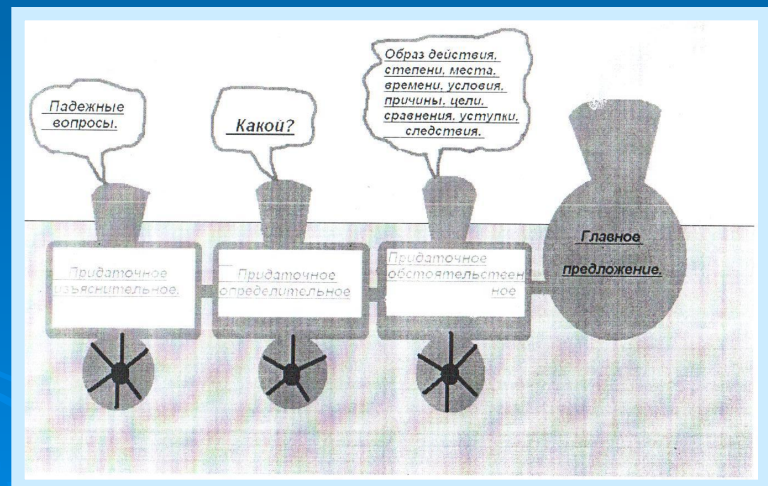 Падежные
вопросы.
Какой?
Образ действия.
степени. места.
времени. условия.
причины. цели.
сравнения. уступки.
следствия.
Придаточное
изъяснительное.
Придаточное
определительное
Придаточное
обстоятельствен
ное
Главное
предложение.